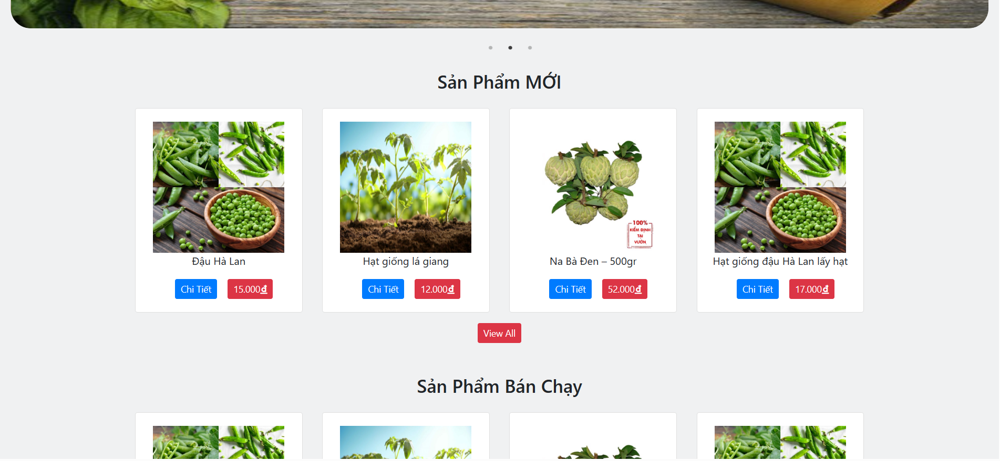 Sản Phẩm MỚI
100%
KIỂM ĐỊNH
TẠI
VƯỜN
Đậu Hà Lan
Hạt giống lá giang
Na Bà Đen – 500gr
Hạt giống đậu Hà Lan lấy hạt
Chi Tiết 15.000₫
Chi Tiết 12.000₫
Chi Tiết 52.000₫
Chi Tiết 17.000₫
View All
Sản Phẩm Bán Chạy